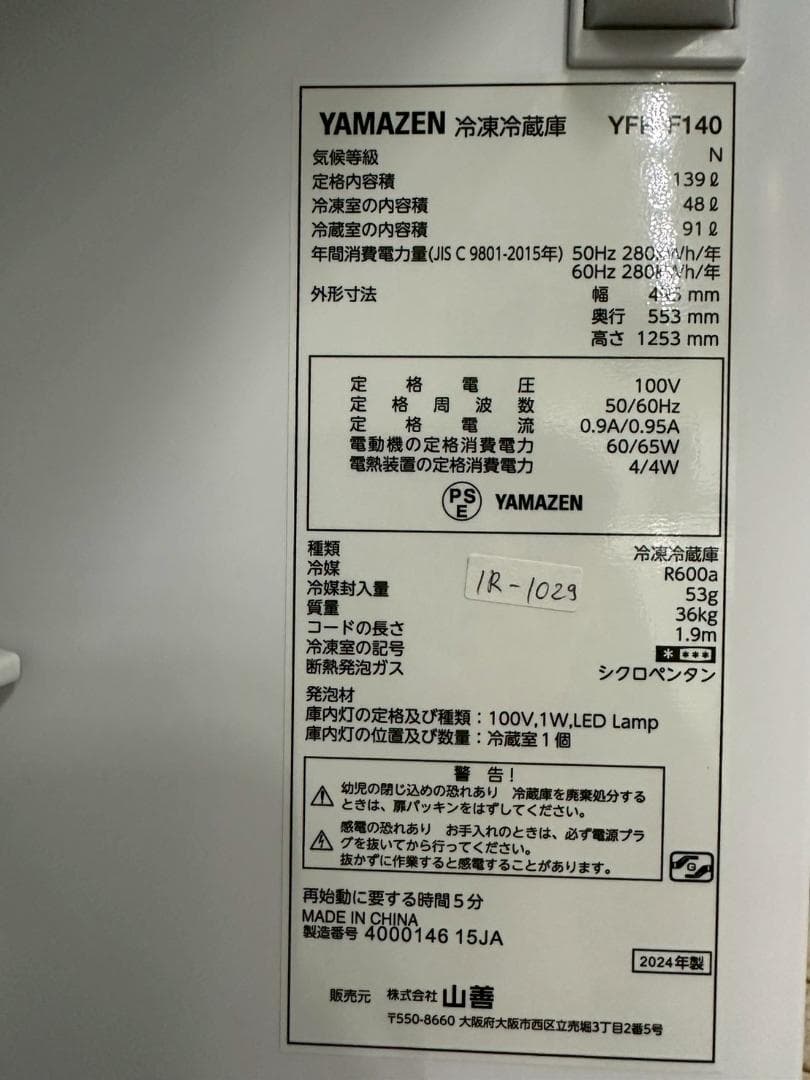 YAMAZEN 冷凍冷蔵庫 F140
気候等級 N
定格内容積 139ℓ
冷凍室の内容積 48ℓ
冷蔵室の内容積 91ℓ
年間消費電力量(JIS C 9801-2015年) 50Hz 280kWh/年
60Hz 280kWh/年
外形寸法 幅 mm
奥行 553 mm
高さ 1253 mm
定格電圧 100V
定格周波数 50/60Hz
定格電流 0.9A/0.95A
電動機の定格消費電力 60/65W
電熱装置の定格消費電力 4/4W
PSE YAMAZEN
種類 冷凍冷蔵庫
冷媒 R600a
冷媒封入量 53g
質量 36kg
コードの長さ 1.9m
冷凍室の記号 * ***
断熱発泡ガス シクロペンタン
発泡材
1R-1029
庫内灯の定格及び種類：100V,1W,LED Lamp
庫内灯の位置及び数量：冷蔵室1個
警 告！
幼児の閉じ込めの恐れあり 冷蔵庫を廃棄処分する
ときは、扉パッキンをはずしてください。
感電の恐れあり お手入れのときは、必ず電源プラ
グを抜いてから行ってください。
抜かずに作業すると感電することがあります。
G
再始動に要する時間5分
MADE IN CHINA
製造番号 4000146 15JA
2024年製
販売元 株式会社 山善
〒550-8660 大阪府大阪市西区立売堀3丁目2番5号